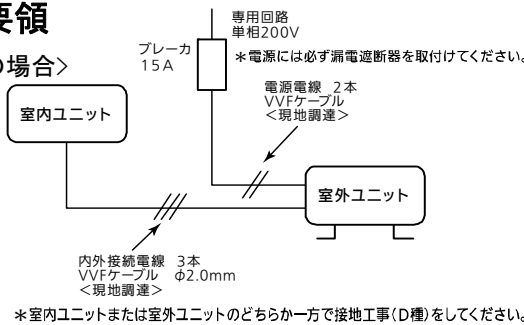 要領
の場合>
専用回路
単相200V
ブレーカ
15A
＊電源には必ず漏電遮断器を取付けてください。
電源電線 2本
VVFケーブル
<現地調達>
室内ユニット
室外ユニット
内外接続電線 3本
VVFケーブル φ2.0mm
<現地調達>
＊室内ユニットまたは室外ユニットのどちらか一方で接地工事(D種)をしてください。